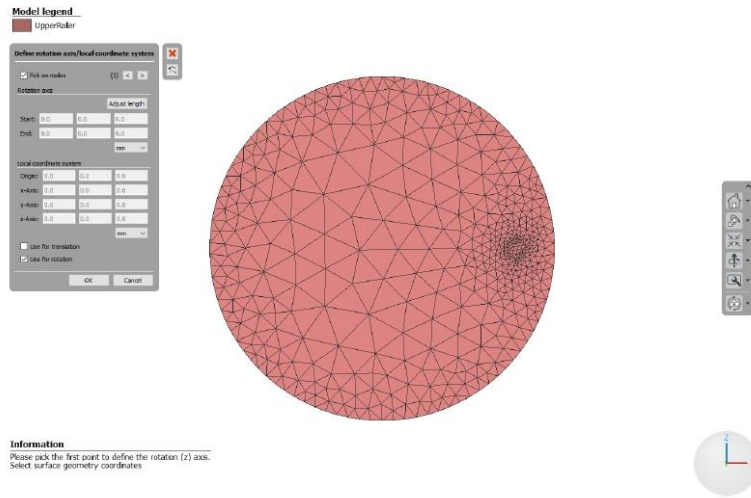 Model legend
UpperRoller
Define rotation axis/local coordinate system
Pick on nodes (1) < >
Rotation axis
Adjust length
Start: 0.0 0.0 0.0
End: 0.0 0.0 0.0
mm
Local coordinate system
Origin: 0.0 0.0 0.0
x-Axis: 0.0 0.0 0.0
y-Axis: 0.0 0.0 0.0
z-Axis: 0.0 0.0 0.0
mm
Use for translation
Use for rotation
OK Cancel
Information
Please pick the first point to define the rotation (z) axis.
Select surface geometry coordinates
Z